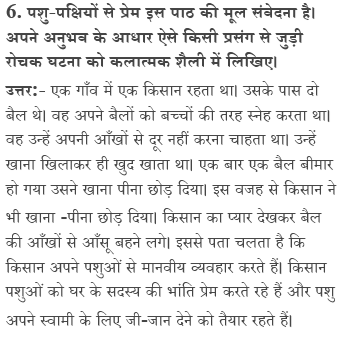 6. पशु-पक्षियों से प्रेम इस पाठ की मूल संवेदना है।
अपने अनुभव के आधार ऐसे किसी प्रसंग से जुड़ी
रोचक घटना को कलात्मक शैली में लिखिए।
उत्तर:- एक गाँव में एक किसान रहता था। उसके पास दो
बैल थे। वह अपने बैलों को बच्चों की तरह स्नेह करता था।
वह उन्हें अपनी आँखों से दूर नहीं करना चाहता था। उन्हें
खाना खिलाकर ही खुद खाता था। एक बार एक बैल बीमार
हो गया उसने खाना पीना छोड़ दिया। इस वजह से किसान ने
भी खाना -पीना छोड़ दिया। किसान का प्यार देखकर बैल
की आँखों से आँसू बहने लगे। इससे पता चलता है कि
किसान अपने पशुओं से मानवीय व्यवहार करते हैं। किसान
पशुओं को घर के सदस्य की भांति प्रेम करते रहे हैं और पशु
अपने स्वामी के लिए जी-जान देने को तैयार रहते हैं।